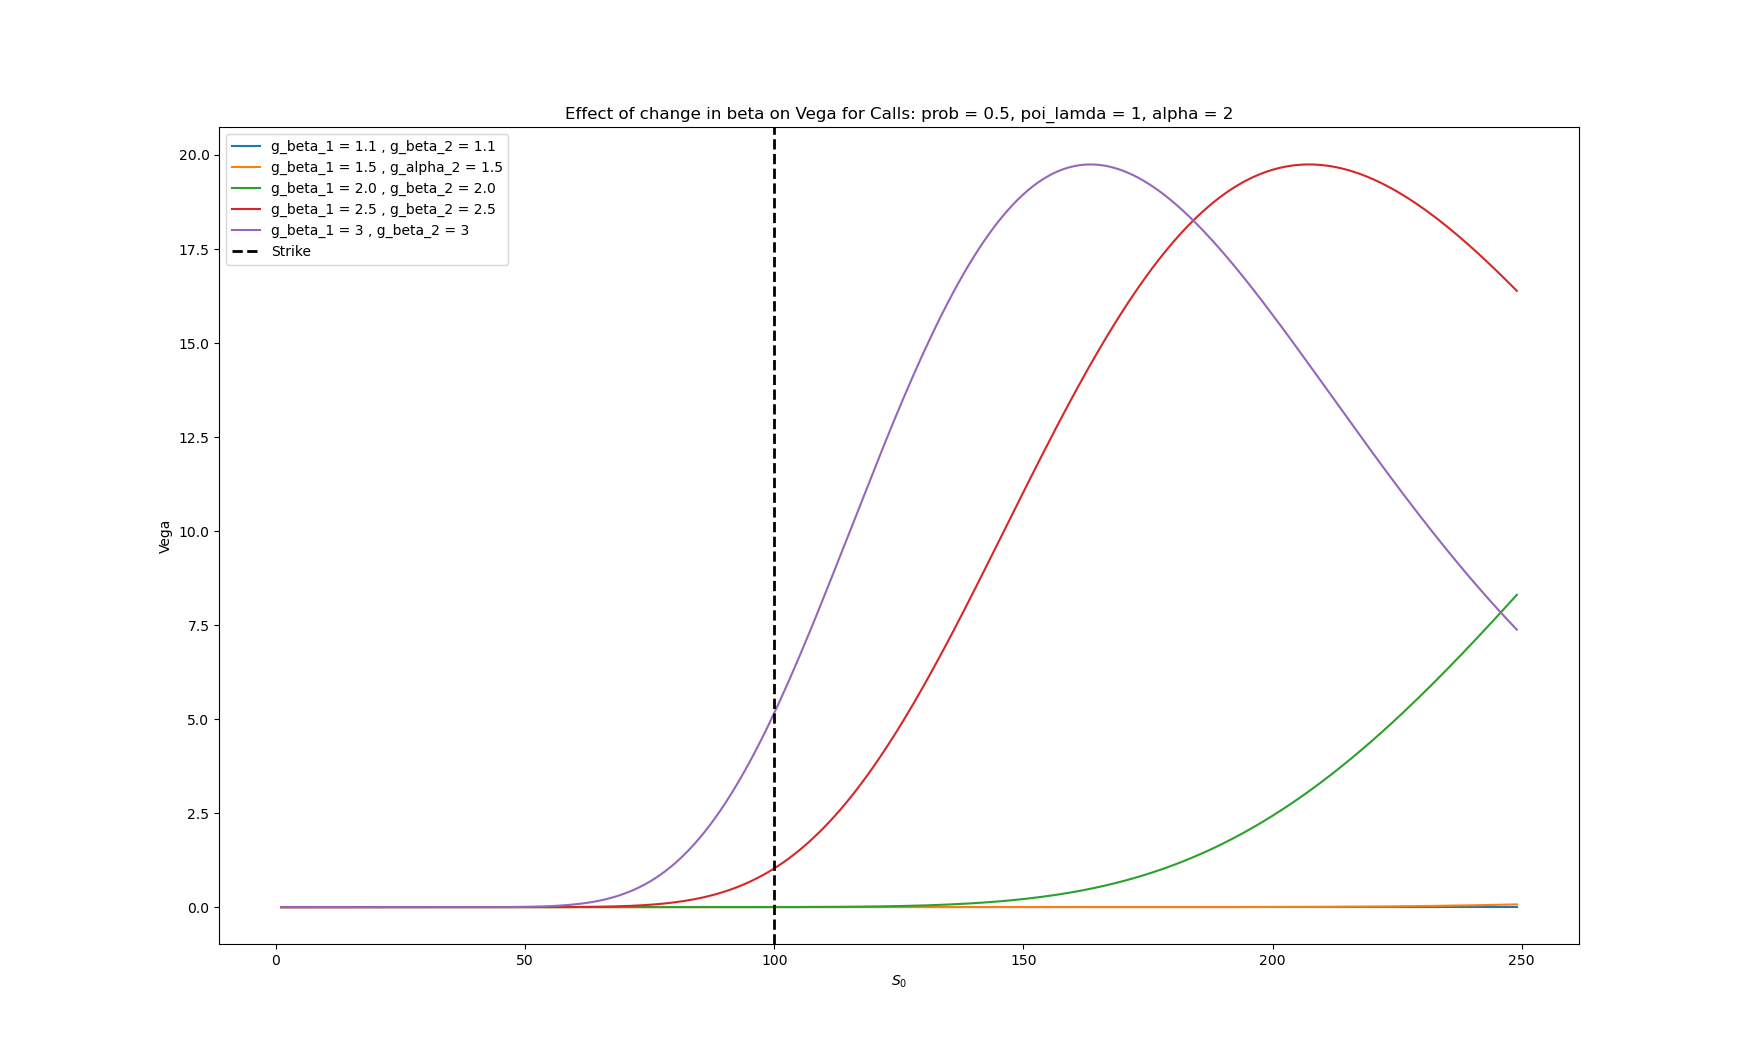 Effect of change in beta on Vega for Calls: prob = 0.5, poi_lamda = 1, alpha = 2
g_beta_1 = 1.1 , g_beta_2 = 1.1
g_beta_1 = 1.5 , g_alpha_2 = 1.5
g_beta_1 = 2.0 , g_beta_2 = 2.0
g_beta_1 = 2.5 , g_beta_2 = 2.5
g_beta_1 = 3 , g_beta_2 = 3
Strike
20.0
17.5
15.0
12.5
10.0
7.5
5.0
2.5
0.0
Vega
0 50 100 150 200 250
S_0